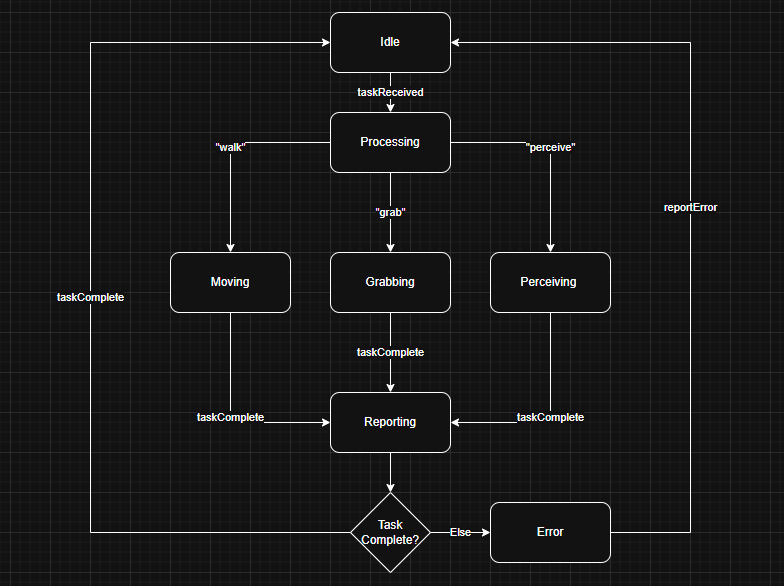 Idle
taskReceived
Processing
"walk"
"perceive"
"grab"
reportError
Moving
Grabbing
Perceiving
taskComplete
taskComplete
Reporting
taskComplete
taskComplete
Task
Complete?
Else
Error